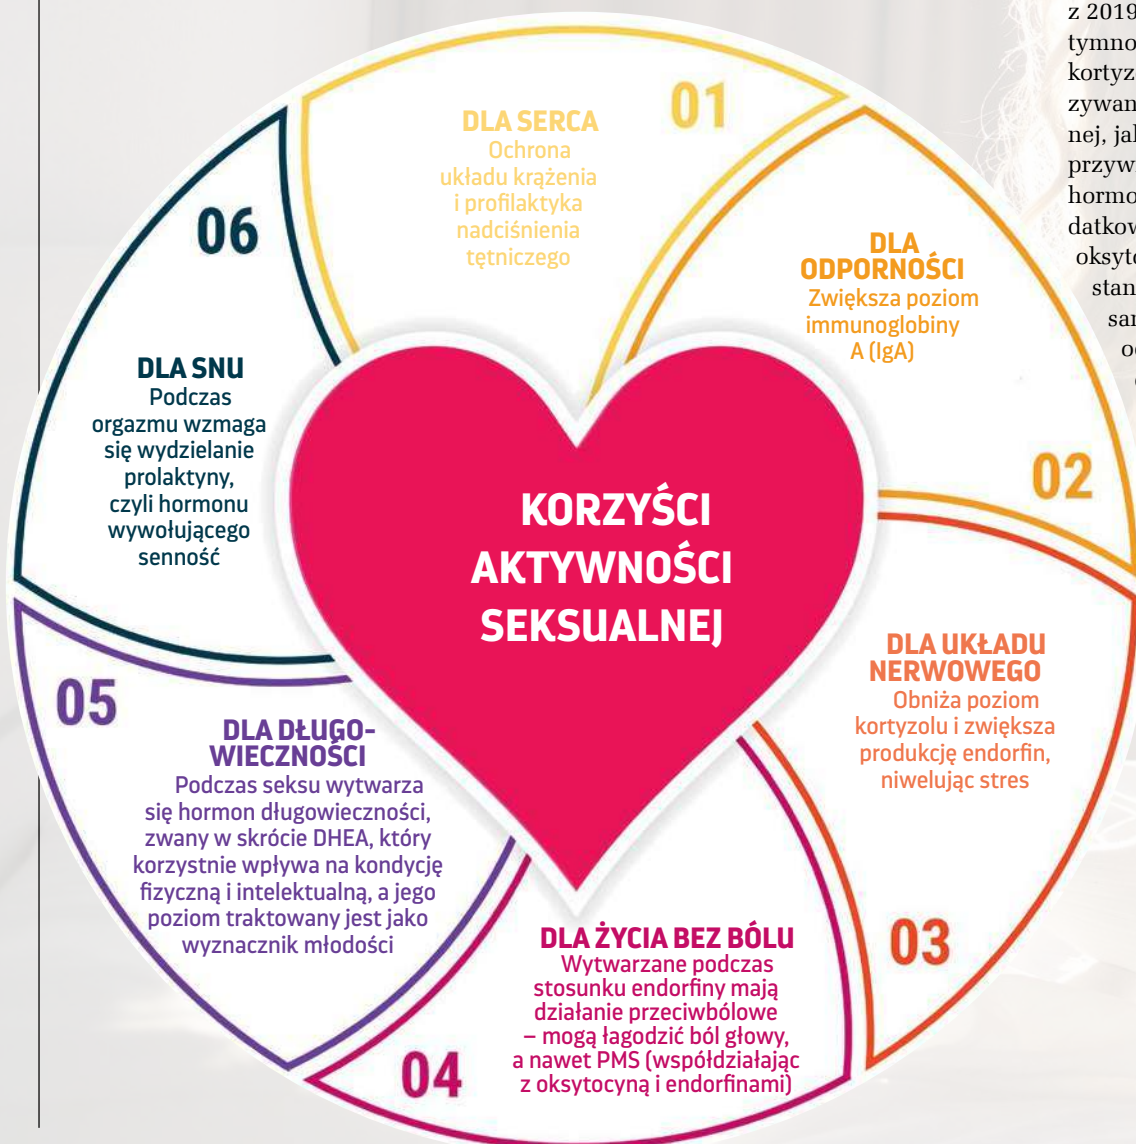 KORZYŚCI
AKTYWNOŚCI
SEKSUALNEJ
01
DLA SERCA
Ochrona
układu krążenia
i profilaktyka
nadciśnienia
tętniczego
DLA
ODPORNOŚCI
Zwiększa poziom
immunoglobiny
A (IgA)
02
DLA UKŁADU
NERWOWEGO
Obniża poziom
kortyzolu i zwiększa
produkcję endorfin,
niwelując stres
03
DLA ŻYCIA BEZ BÓLU
Wytwarzane podczas
stosunku endorfiny mają
działanie przeciwbólowe
– mogą łagodzić ból głowy,
a nawet PMS (współdziałając
z oksytocyną i endorfinami)
04
05
DLA DŁUGO-
WIECZNOŚCI
Podczas seksu wytwarza
się hormon długowieczności,
zwany w skrócie DHEA, który
korzystnie wpływa na kondycję
fizyczną i intelektualną, a jego
poziom traktowany jest jako
wyznacznik młodości
06
DLA SNU
Podczas
orgazmu wzmaga
się wydzielanie
prolaktyny,
czyli hormonu
wywołującego
senność
z 2019
tymno
kortyz
zywan
nej, jak
przyw
hormo
datkow
oksyto
stan